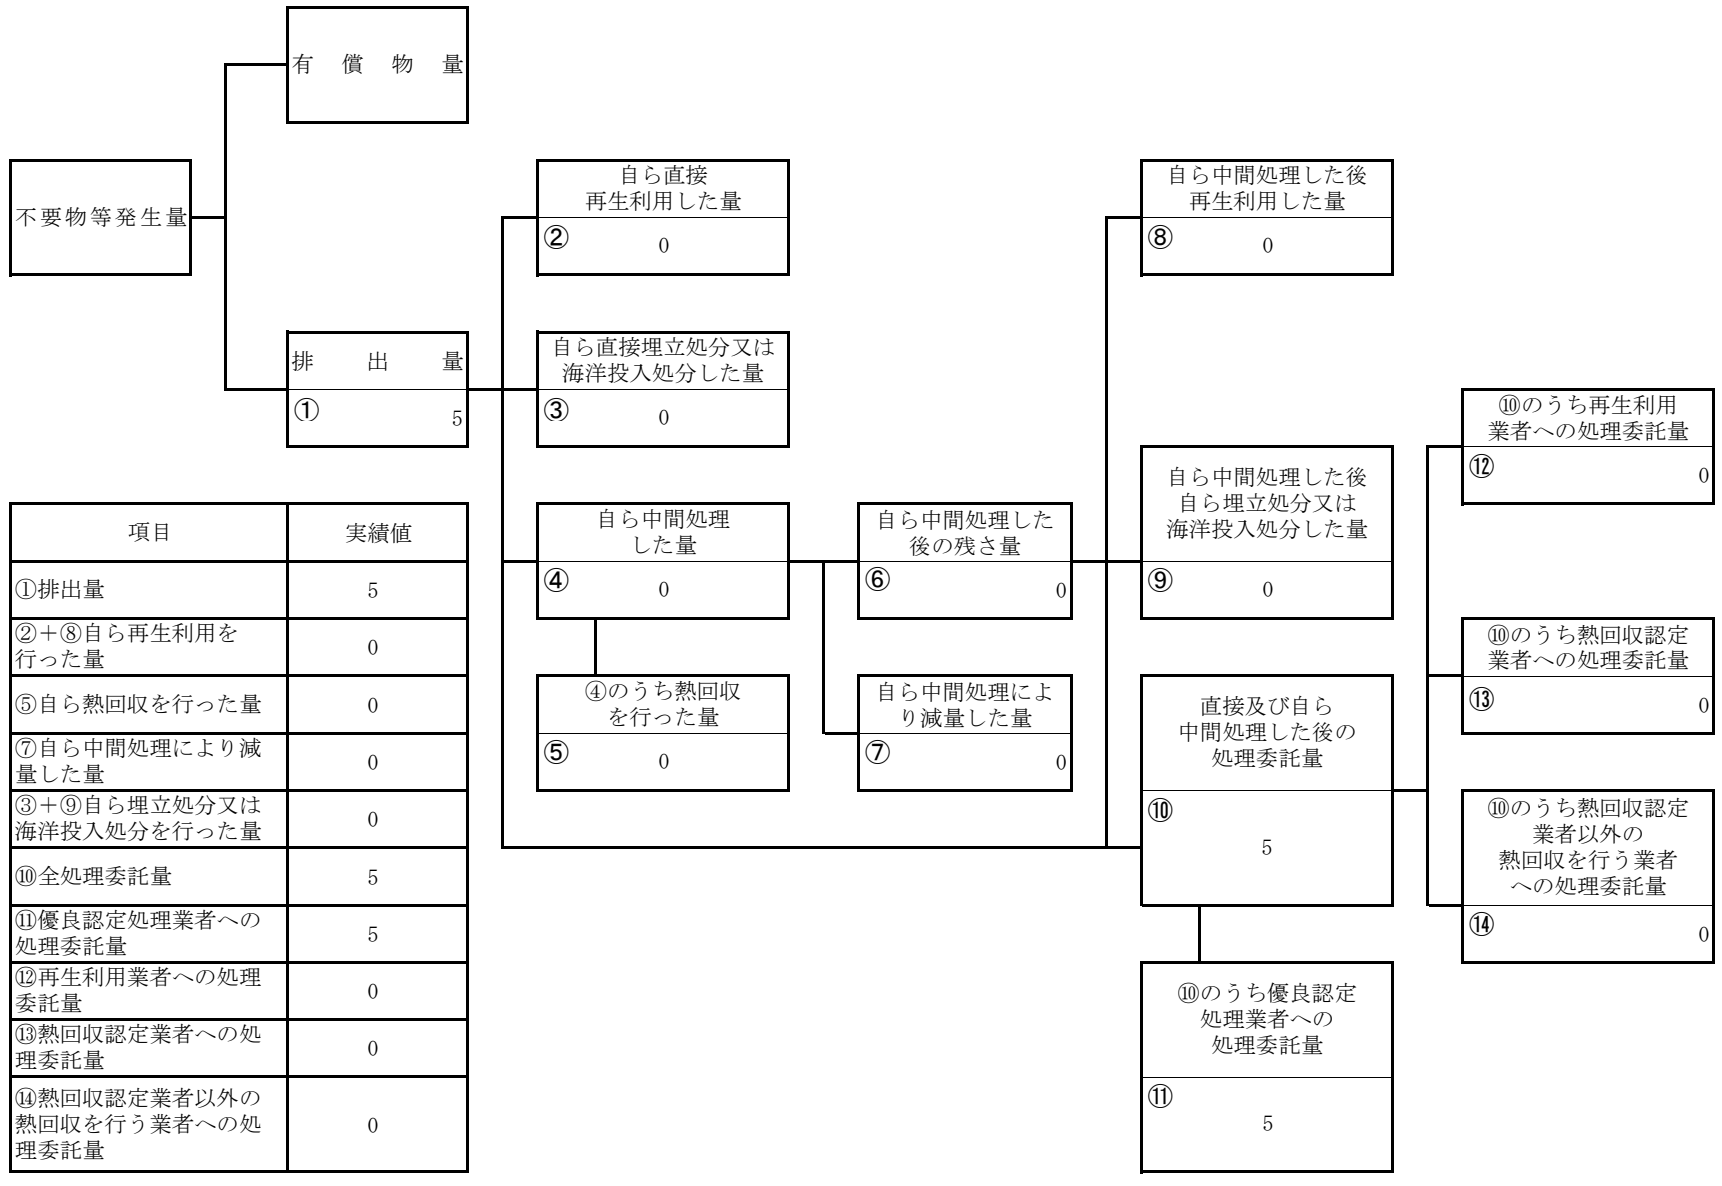 有償物量
不要物等発生量
排出量
①
5
自ら直接
再生利用した量
②
0
自ら直接埋立処分又は
海洋投入処分した量
③
0
自ら中間処理
した量
④
0
④のうち熱回収
を行った量
⑤
0
自ら中間処理した
後の残さ量
⑥
0
自ら中間処理によ
り減量した量
⑦
0
自ら中間処理した後
再生利用した量
⑧
0
自ら中間処理した後
自ら埋立処分又は
海洋投入処分した量
⑨
0
直接及び自ら
中間処理した後の
処理委託量
⑩
5
⑩のうち優良認定
処理業者への
処理委託量
⑪
5
⑩のうち再生利用
業者への処理委託量
⑫
0
⑩のうち熱回収認定
業者への処理委託量
⑬
0
⑩のうち熱回収認定
業者以外の
熱回収を行う業者
への処理委託量
⑭
0
項目 実績値
①排出量 5
②+⑧自ら再生利用を
行った量
0
⑤自ら熱回収を行った量 0
⑦自ら中間処理により減
量した量
0
③+⑨自ら埋立処分又は
海洋投入処分を行った量
0
⑩全処理委託量 5
⑪優良認定処理業者への
処理委託量
5
⑫再生利用業者への処理
委託量
0
⑬熱回収認定業者への処
理委託量
0
⑭熱回収認定業者以外の
熱回収を行う業者への処
理委託量
0